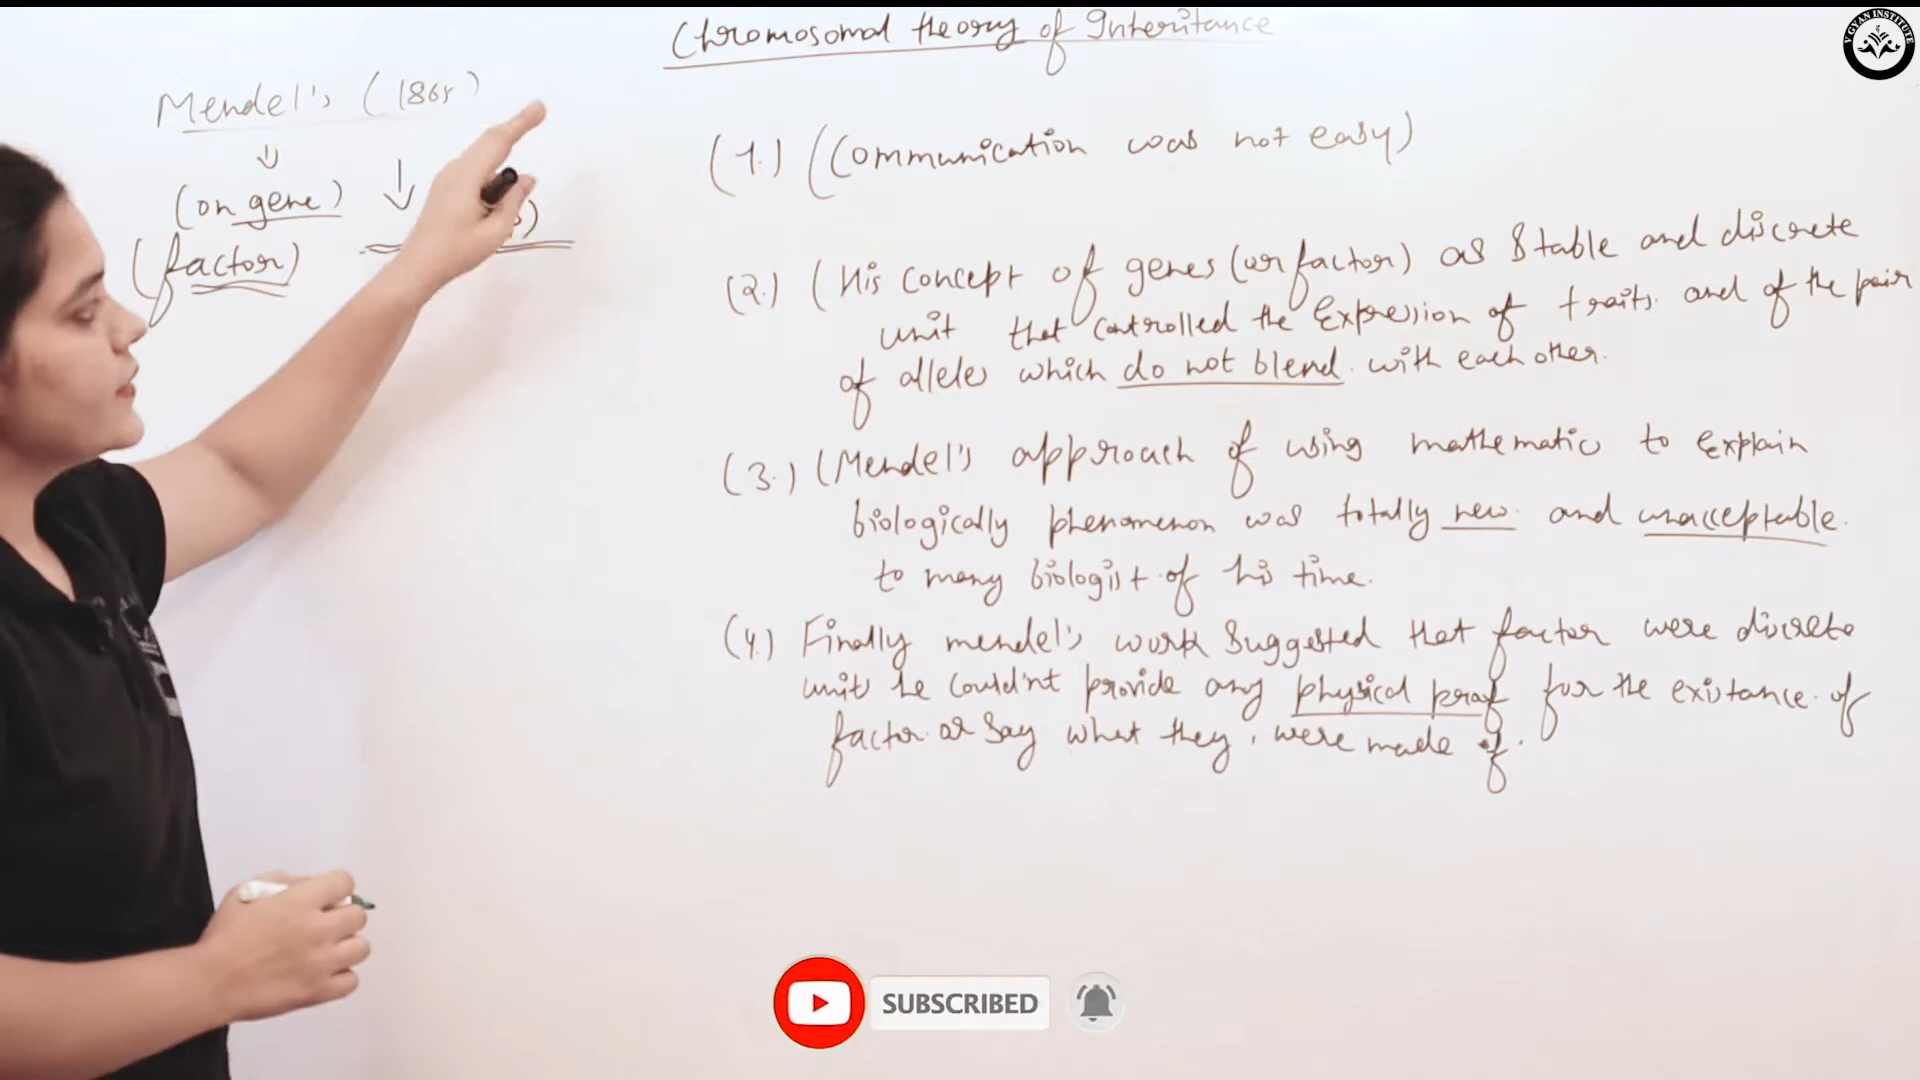 Chromosomal theory of Inheritance
V GYAN INSTITUTE
Mendel's (1865)
(on gene)
(factor)
(1.) (Communication was not easy)
(2.) (His concept of genes (or factor) as Stable and discrete
unit that controlled the Expression of traits. and of the pair
of alleles which do not blend. with each other.
(3.) (Mendel's approach of using mathematic to explain
biologically phenomenon was totally new. and unacceptable.
to many biologist of his time.
(4.) Finally mendel's work suggested that factor were discrete
unit he couldn't provide any physical proof for the existance of
factor or say what they were made of.
SUBSCRIBED